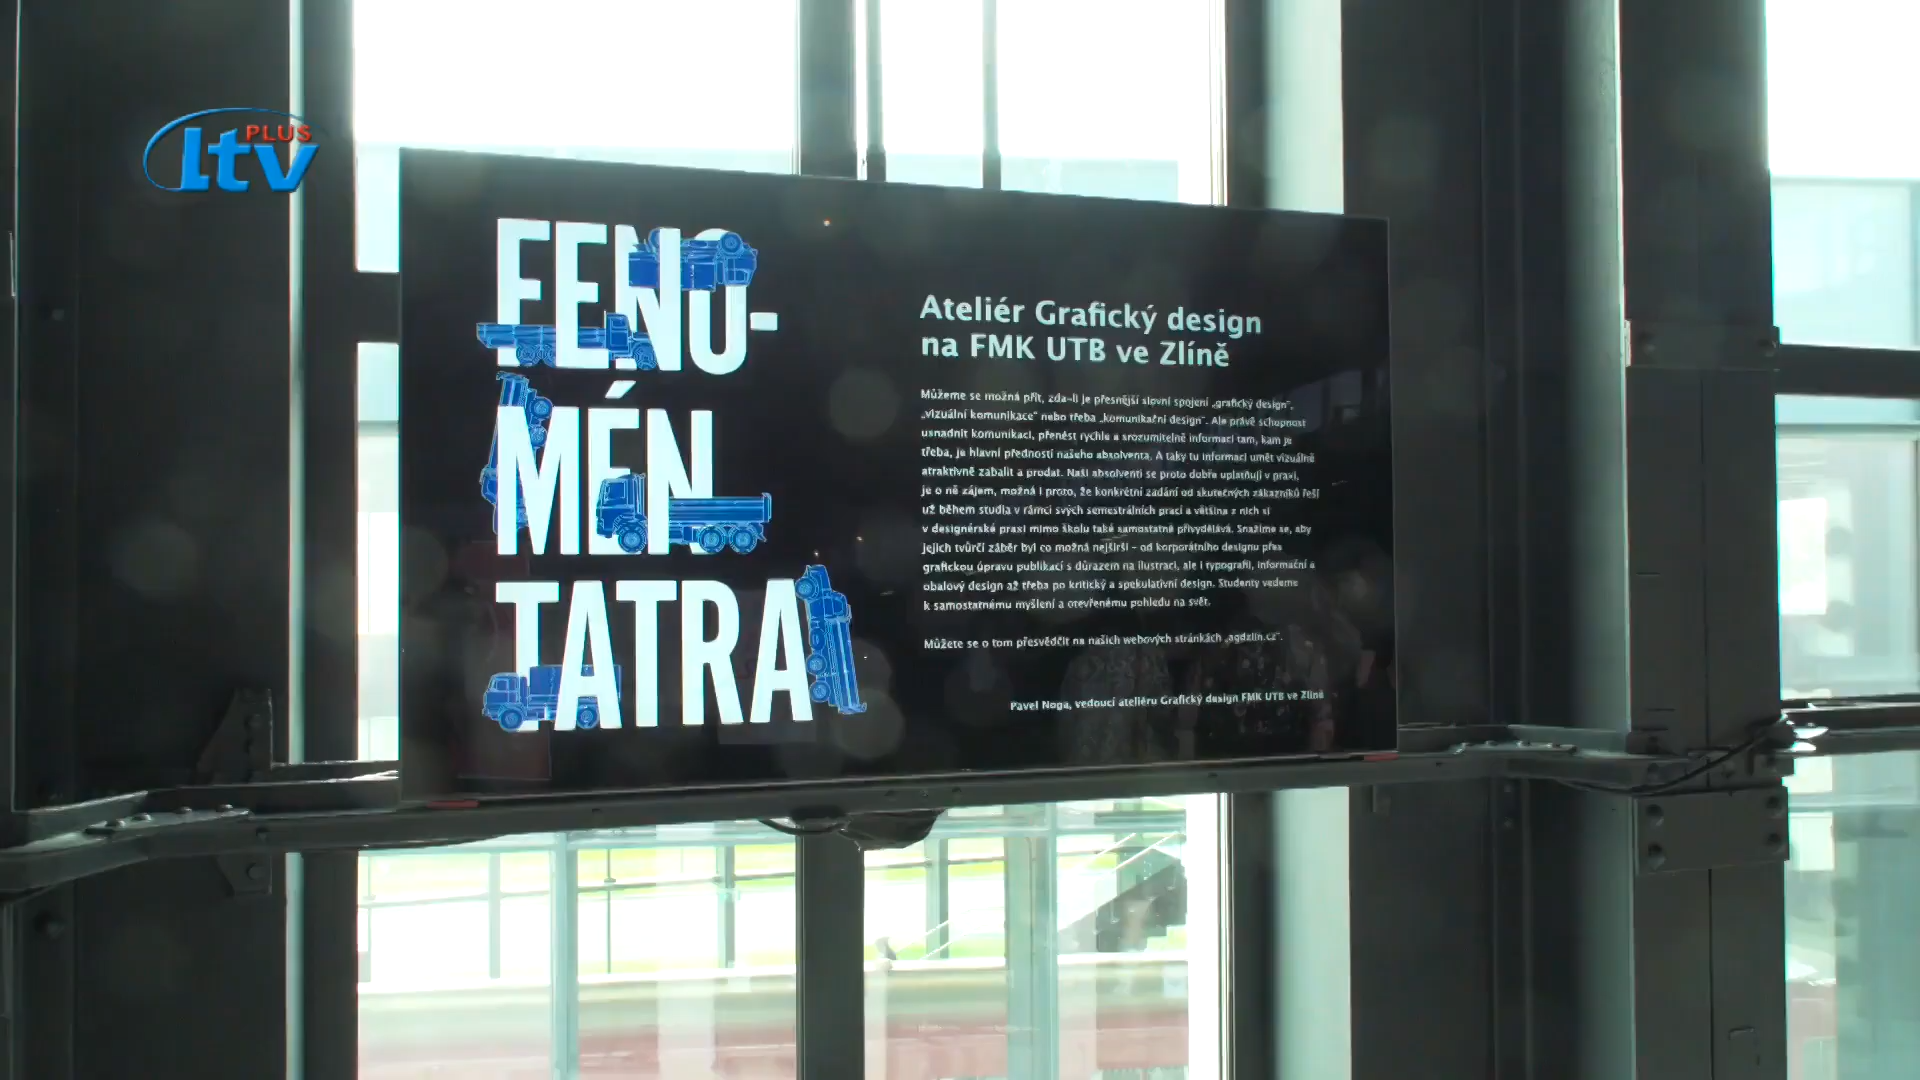 LTV PLUS
FENO-
MÉN
TATRA
Ateliér Grafický design
na FMK UTB ve Zlíně
Můžeme se možná přít, zda-li je přesnější slovní spojení „grafický design“,
„vizuální komunikace“ nebo třeba „komunikační design“. Ale právě schopnost
usnadnit komunikaci, přenést rychle a srozumitelně informaci tam, kam je
třeba, je hlavní předností našeho absolventa. A taky tu informaci umět vizuálně
atraktivně zabalit a prodat. Naši absolventi se proto dobře uplatňují v praxi,
je o ně zájem, možná i proto, že konkrétní zadání od skutečných zákazníků řeší
už během studia v rámci svých semestrálních prací a většina z nich si
v designérské praxi mimo školu také samostatně přivydělává. Snažíme se, aby
jejich tvůrčí záběr byl co možná nejširší – od korporátního designu přes
grafickou úpravu publikací s důrazem na ilustraci, ale i typografii, informační a
obalový design až třeba po kritický a spekulativní design. Studenty vedeme
k samostatnému myšlení a otevřenému pohledu na svět.
Můžete se o tom přesvědčit na našich webových stránkách „agdzlin.cz“.
Pavel Noga, vedoucí ateliéru Grafický design FMK UTB ve Zlíně